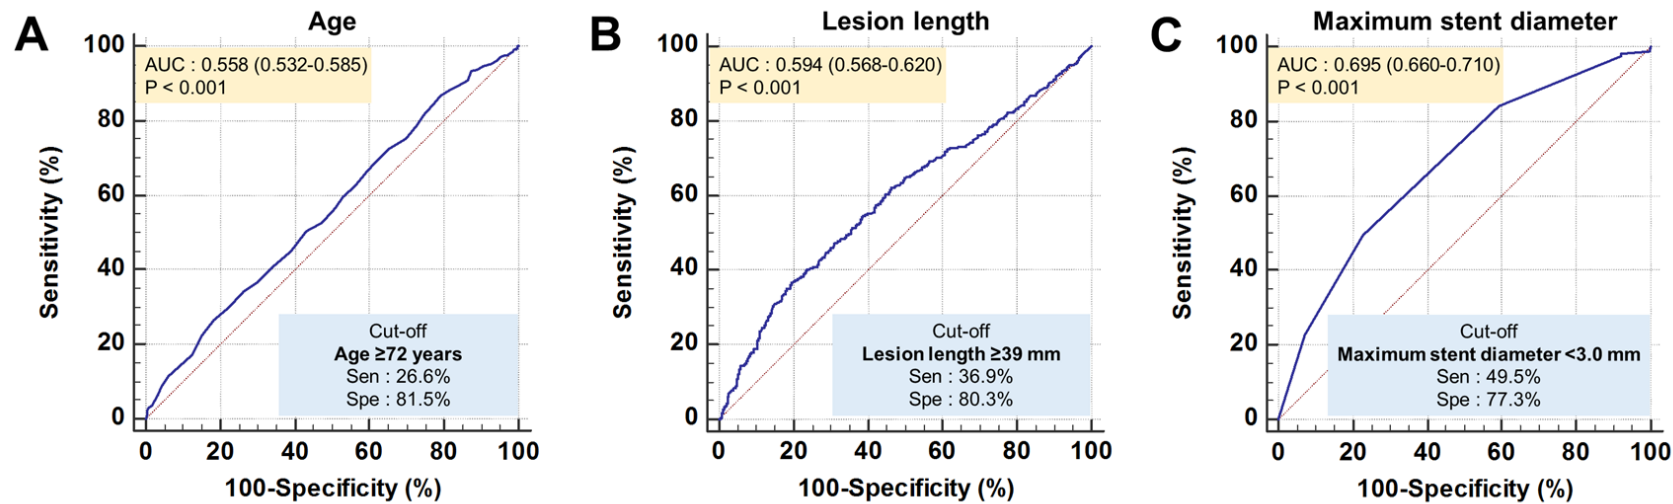 A
Age
100
80
60
40
20
0
Sensitivity (%)
AUC : 0.558 (0.532-0.585)
P < 0.001
Cut-off
Age ≥72 years
Sen : 26.6%
Spe : 81.5%
0 20 40 60 80 100
100-Specificity (%)
B
Lesion length
100
80
60
40
20
0
Sensitivity (%)
AUC : 0.594 (0.568-0.620)
P < 0.001
Cut-off
Lesion length ≥39 mm
Sen : 36.9%
Spe : 80.3%
0 20 40 60 80 100
100-Specificity (%)
C
Maximum stent diameter
100
80
60
40
20
0
Sensitivity (%)
AUC : 0.695 (0.660-0.710)
P < 0.001
Cut-off
Maximum stent diameter <3.0 mm
Sen : 49.5%
Spe : 77.3%
0 20 40 60 80 100
100-Specificity (%)